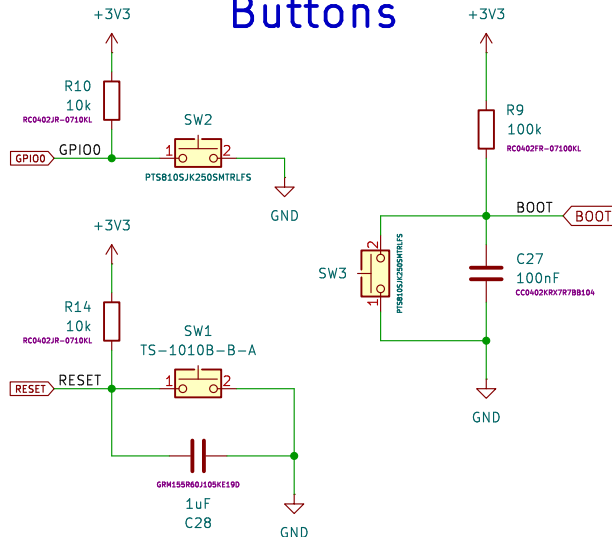 Buttons
+3V3
R10
10k
RC0402JR-0710KL
GPIO0
GPIO0
SW2
1
2
PTS810SJK250SMTRLFS
GND
+3V3
R14
10k
RC0402JR-0710KL
RESET
RESET
SW1
TS-1010B-B-A
1
2
GRM155R60J105KE19D
1uF
C28
GND
+3V3
R9
100k
RC0402FR-07100KL
BOOT
BOOT
SW3
2
1
PTS810SJK250SMTRLFS
C27
100nF
CC0402KRX7R7BB104
GND